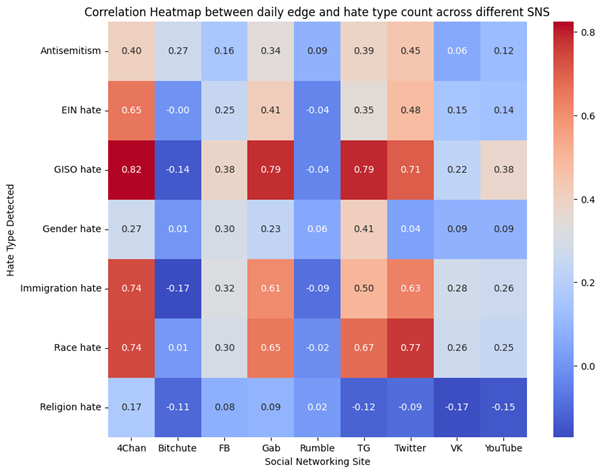 Correlation Heatmap between daily edge and hate type count across different SNS
Hate Type Detected
Antisemitism 0.40 0.27 0.16 0.34 0.09 0.39 0.45 0.06 0.12
EIN hate 0.65 -0.00 0.25 0.41 -0.04 0.35 0.48 0.15 0.14
GISO hate 0.82 -0.14 0.38 0.79 -0.04 0.79 0.71 0.22 0.38
Gender hate 0.27 0.01 0.30 0.23 0.06 0.41 0.04 0.09 0.09
Immigration hate 0.74 -0.17 0.32 0.61 -0.09 0.50 0.63 0.28 0.26
Race hate 0.74 0.01 0.30 0.65 -0.02 0.67 0.77 0.26 0.25
Religion hate 0.17 -0.11 0.08 0.09 0.02 -0.12 -0.09 -0.17 -0.15
4Chan Bitchute FB Gab Rumble TG Twitter VK YouTube
Social Networking Site
0.8
0.6
0.4
0.2
0.0